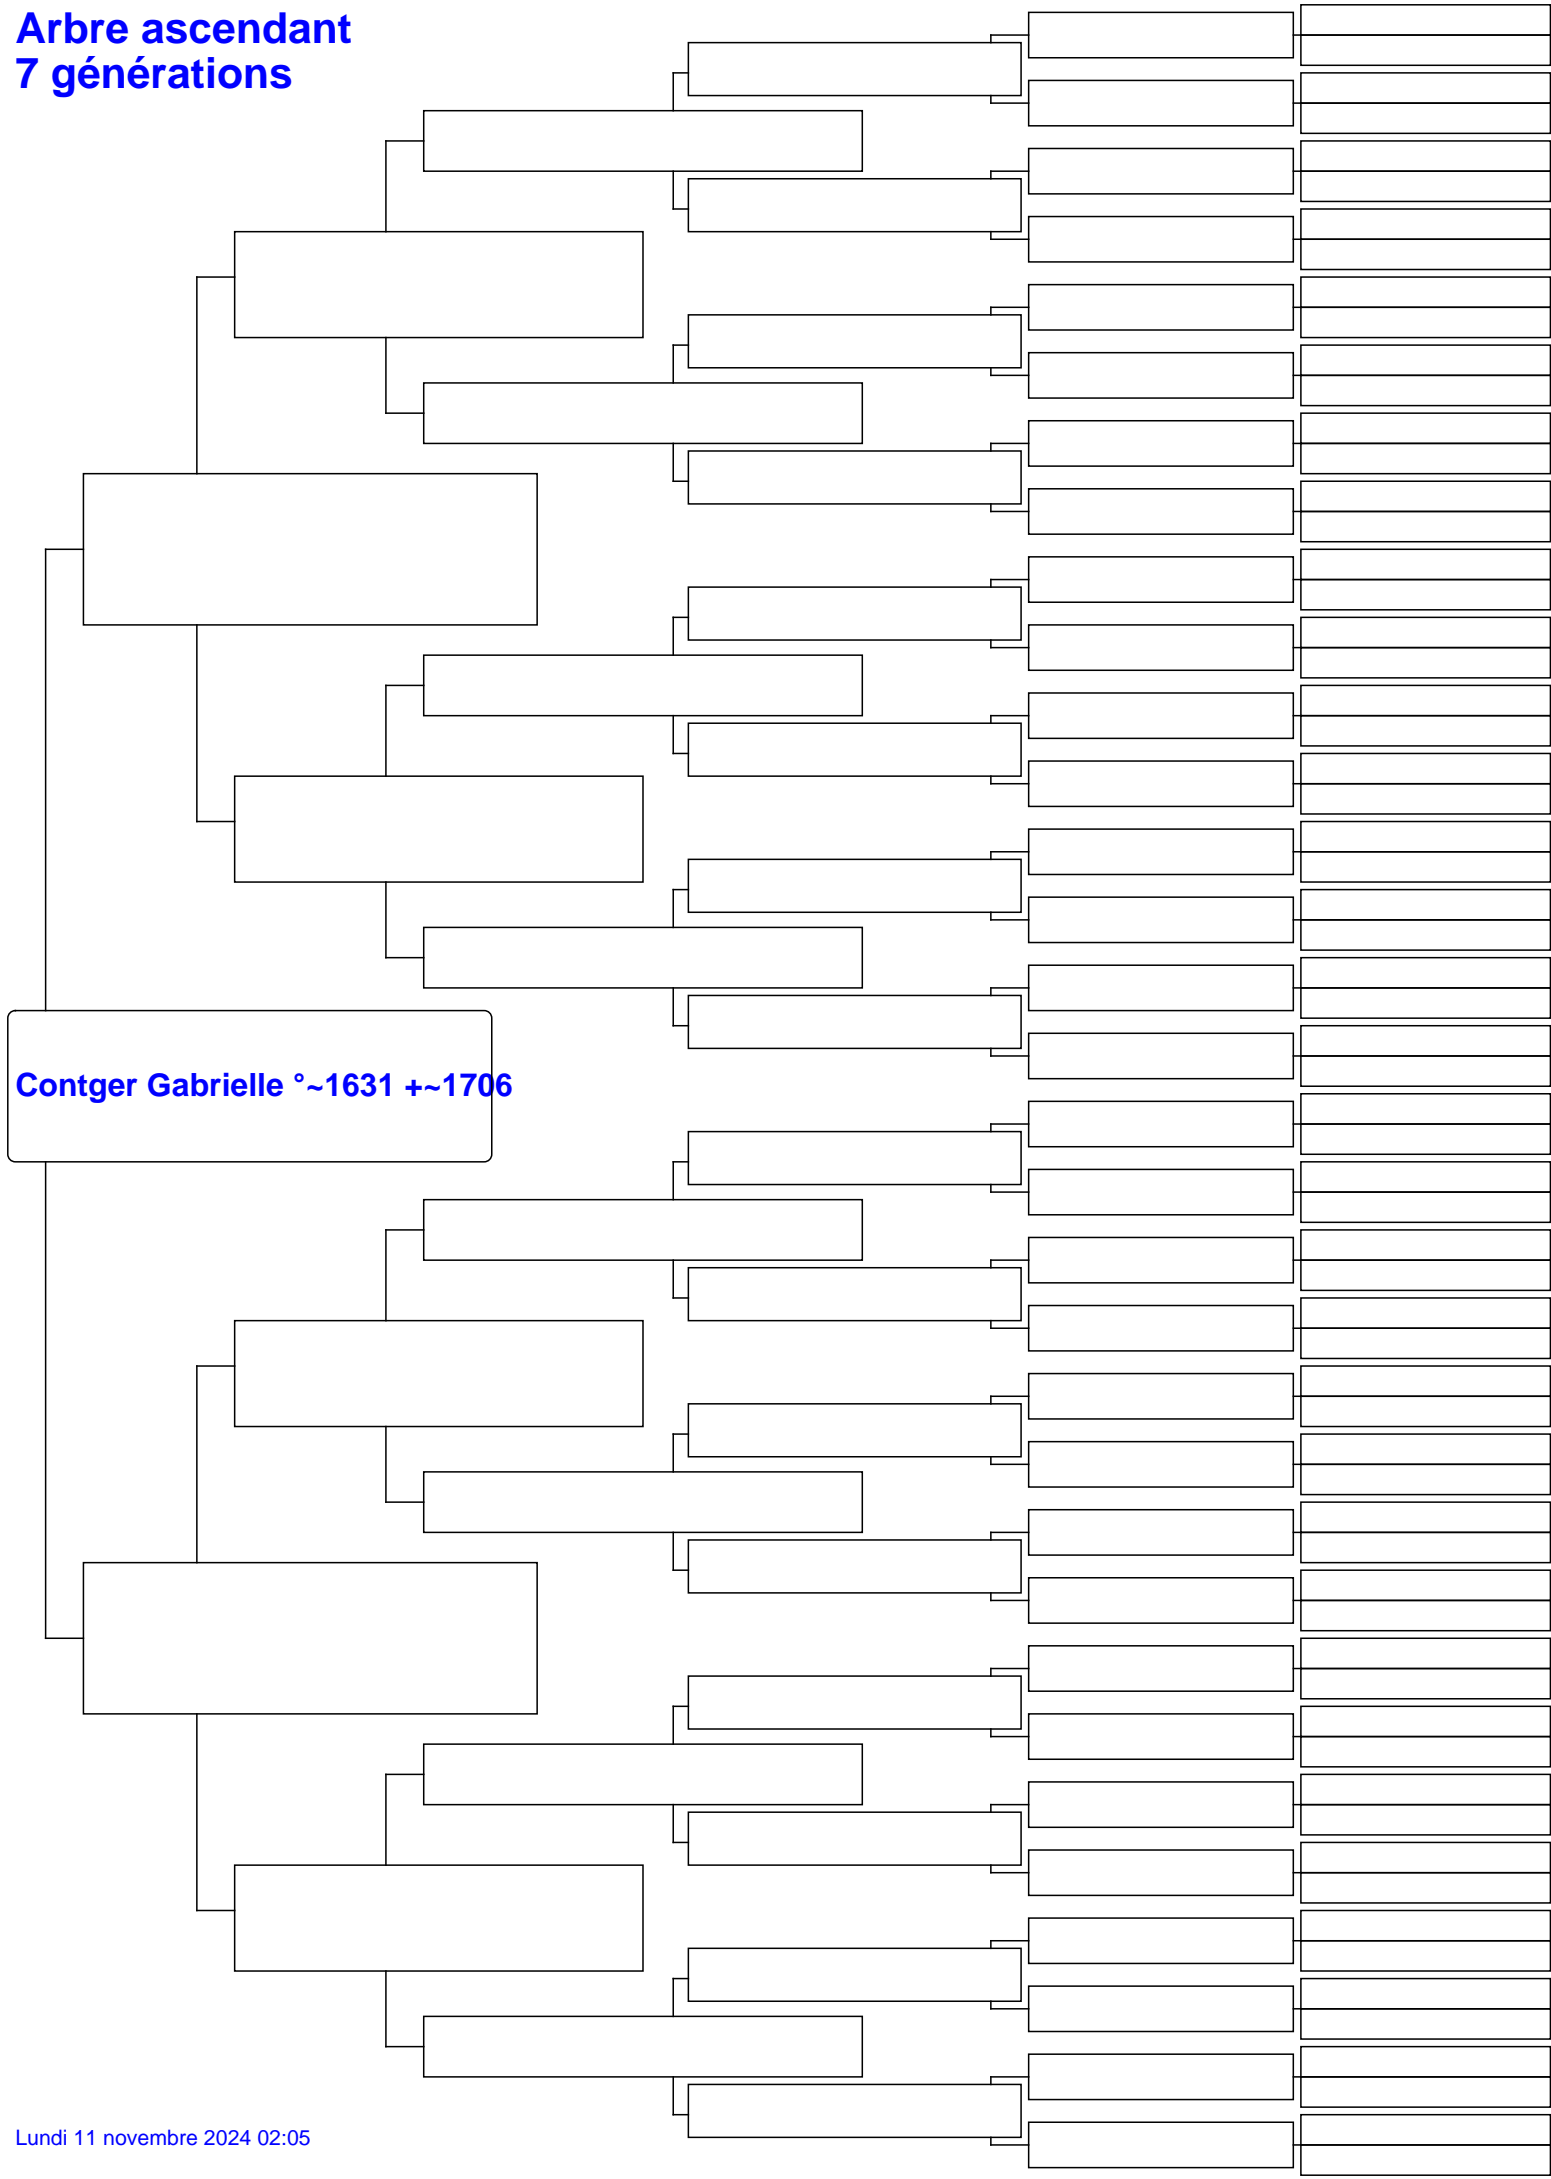 Arbre ascendant
7 générations
Contger Gabrielle °~1631 +~1706
Lundi 11 novembre 2024 02:05